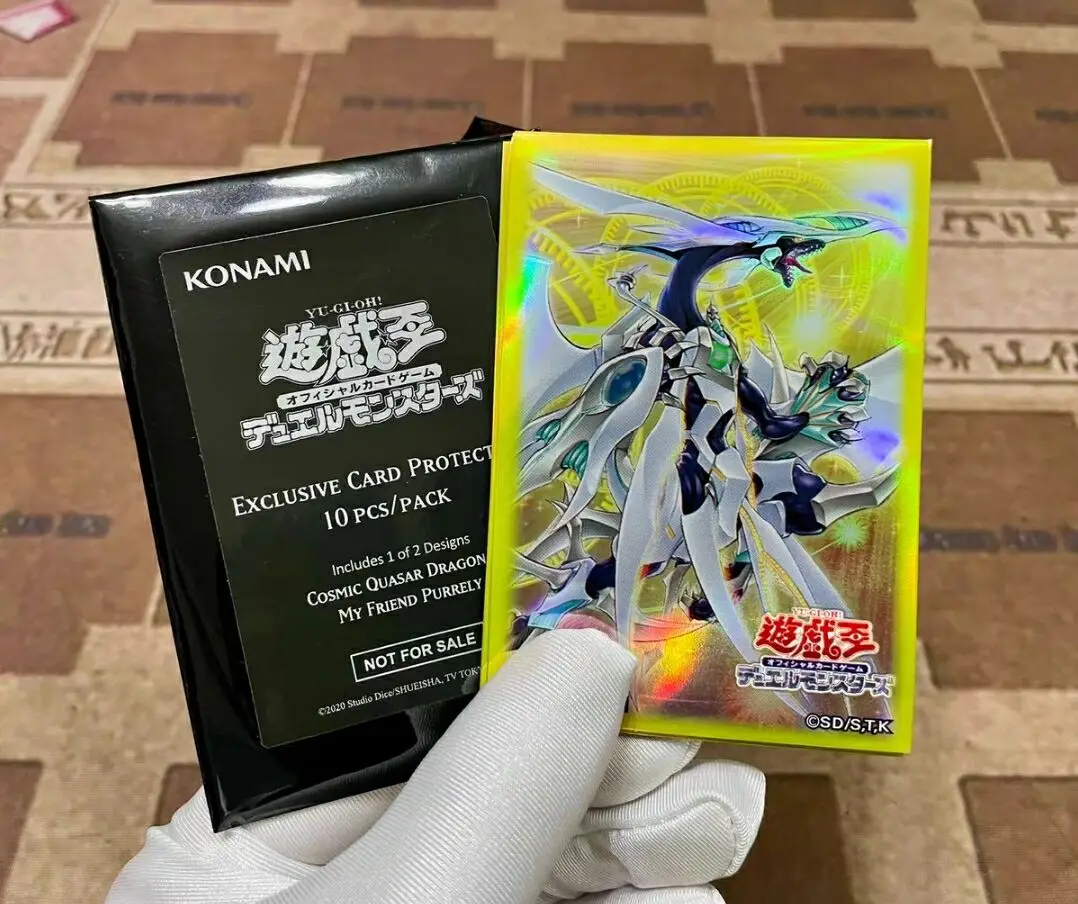 KONAMI
YU-GI-OH!
遊戯王
オフィシャルカードゲーム
デュエルモンスターズ
EXCLUSIVE CARD PROTECT
10 PCS/PACK
Includes 1 of 2 Designs
COSMIC QUASAR DRAGON
MY FRIEND PURRELY
NOT FOR SALE
©2020 Studio Dice/SHUEISHA, TV TOKY
YU-GI-OH!
遊戯王
オフィシャルカードゲーム
デュエルモンスターズ
©SD/S,T,K